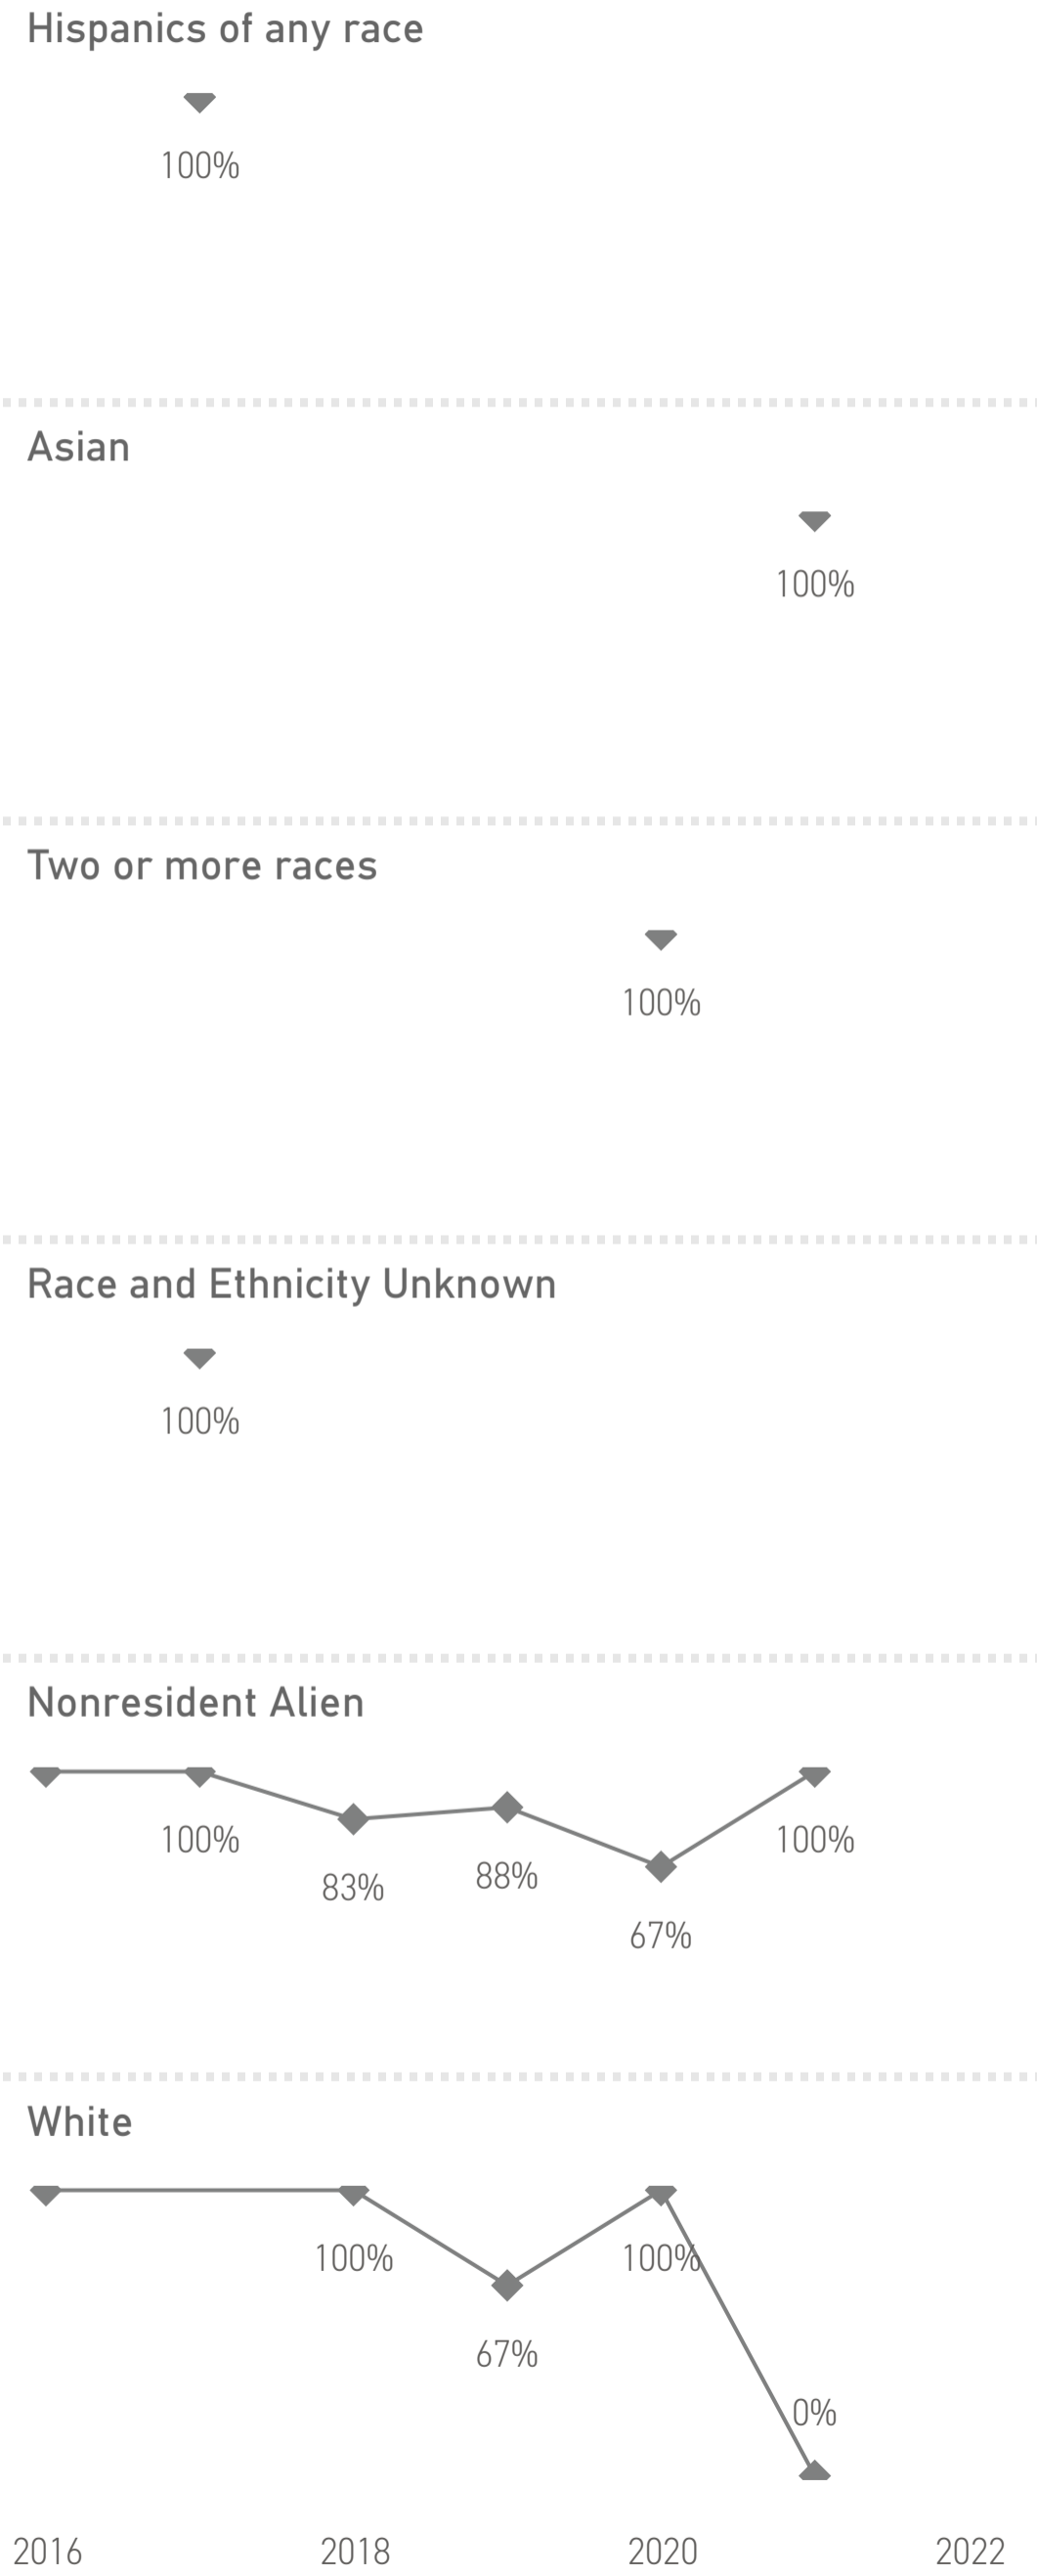 Hispanics of any race
100%
Asian
100%
Two or more races
100%
Race and Ethnicity Unknown
100%
Nonresident Alien
100%
83%
88%
67%
100%
White
100%
67%
100%
0%
2016 2018 2020 2022